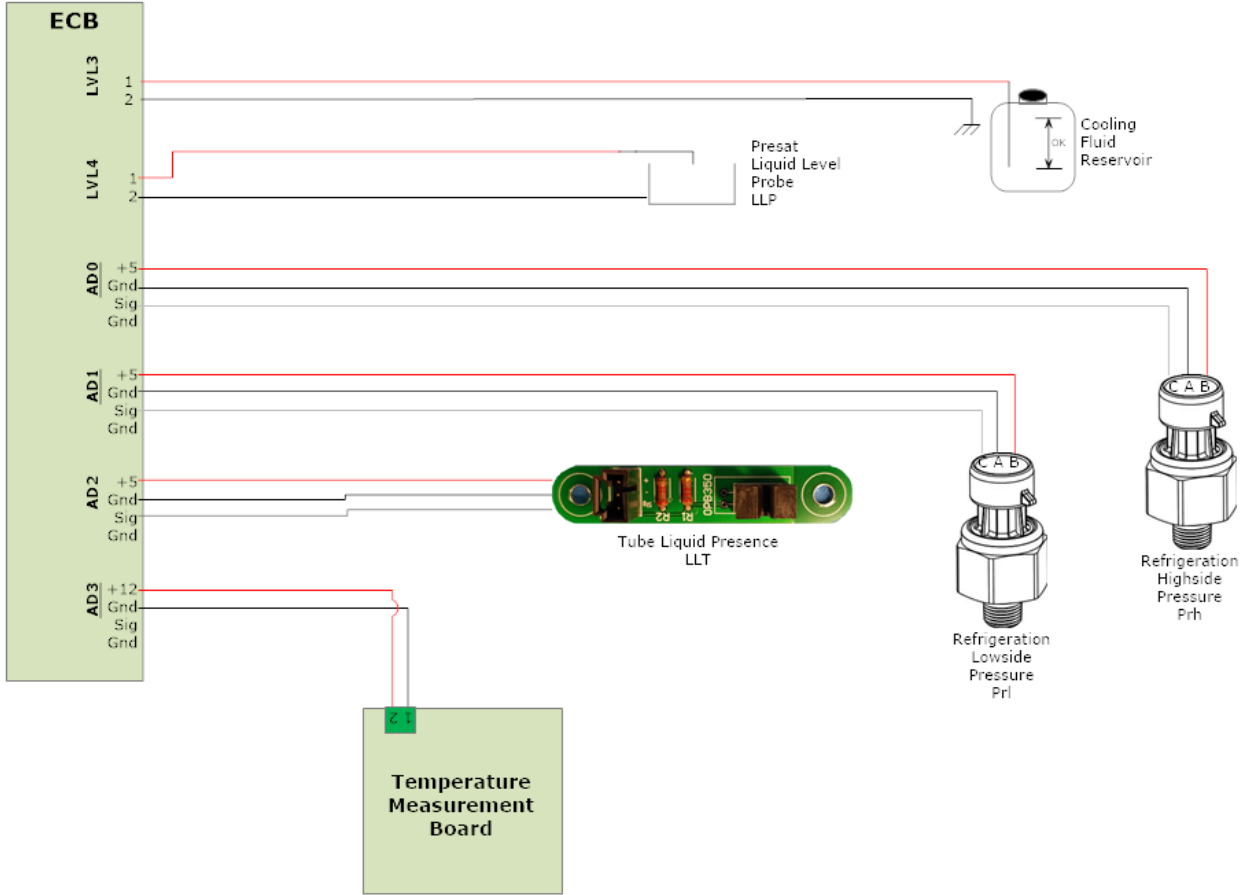 ECB
LVL3
1
2
Cooling
Fluid
Reservoir
OK
LVL4
1
2
Presat
Liquid Level
Probe
LLP
AD0
+5
Gnd
Sig
Gnd
C A B
Refrigeration
Highside
Pressure
Prh
AD1
+5
Gnd
Sig
Gnd
C A B
Refrigeration
Lowside
Pressure
Prl
AD2
+5
Gnd
Sig
Gnd
R2
R1
OPB350
Tube Liquid Presence
LLT
AD3
+12
Gnd
Sig
Gnd
2 1
Temperature
Measurement
Board